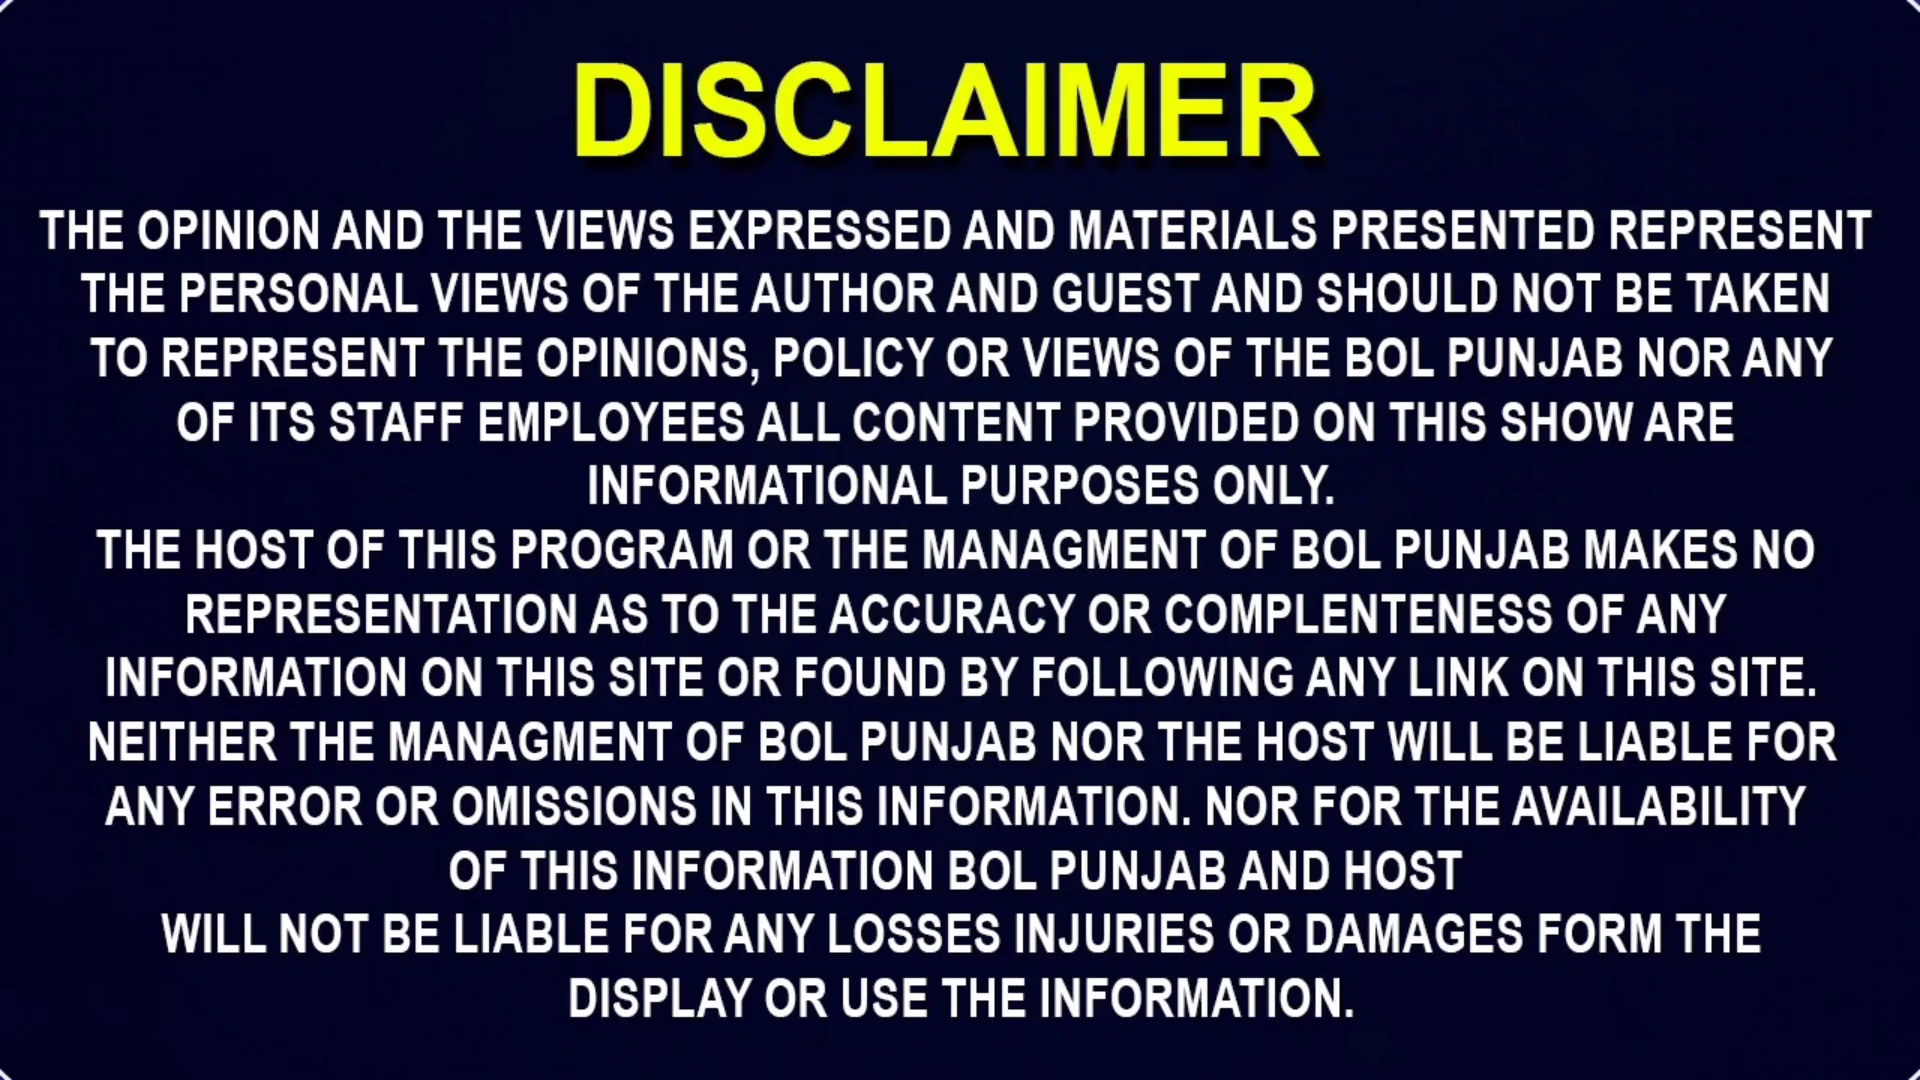 DISCLAIMER
THE OPINION AND THE VIEWS EXPRESSED AND MATERIALS PRESENTED REPRESENT
THE PERSONAL VIEWS OF THE AUTHOR AND GUEST AND SHOULD NOT BE TAKEN
TO REPRESENT THE OPINIONS, POLICY OR VIEWS OF THE BOL PUNJAB NOR ANY
OF ITS STAFF EMPLOYEES ALL CONTENT PROVIDED ON THIS SHOW ARE
INFORMATIONAL PURPOSES ONLY.
THE HOST OF THIS PROGRAM OR THE MANAGMENT OF BOL PUNJAB MAKES NO
REPRESENTATION AS TO THE ACCURACY OR COMPLENTENESS OF ANY
INFORMATION ON THIS SITE OR FOUND BY FOLLOWING ANY LINK ON THIS SITE.
NEITHER THE MANAGMENT OF BOL PUNJAB NOR THE HOST WILL BE LIABLE FOR
ANY ERROR OR OMISSIONS IN THIS INFORMATION. NOR FOR THE AVAILABILITY
OF THIS INFORMATION BOL PUNJAB AND HOST
WILL NOT BE LIABLE FOR ANY LOSSES INJURIES OR DAMAGES FORM THE
DISPLAY OR USE THE INFORMATION.